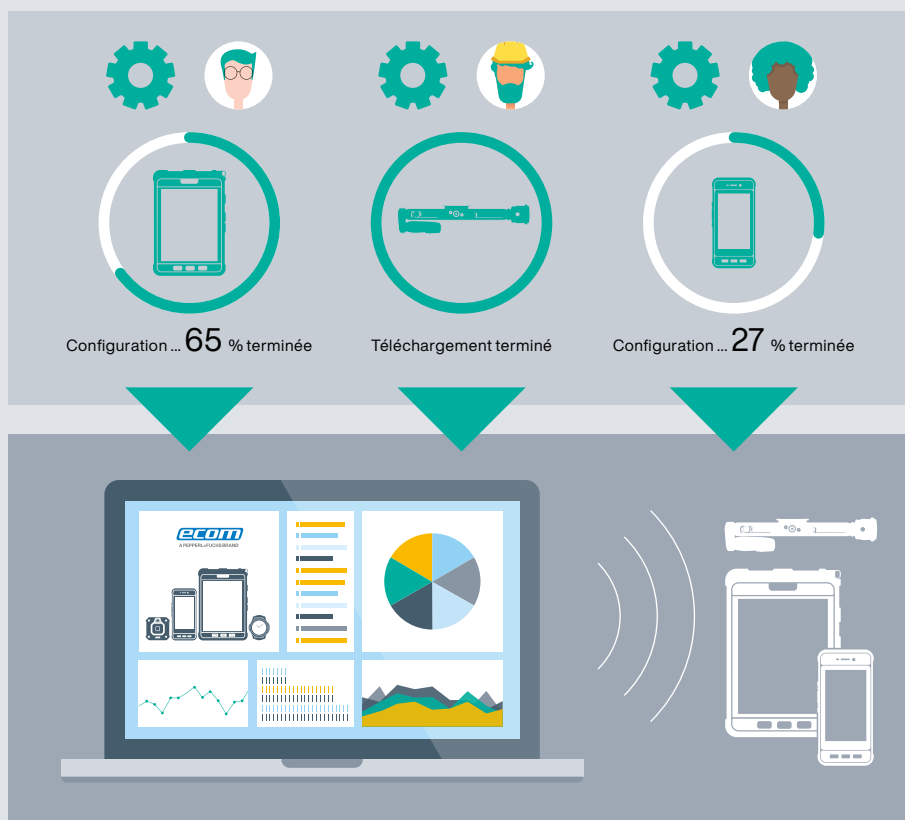 Configuration ... 65 % terminée
Téléchargement terminé
Configuration ... 27 % terminée
ecom
A PEPPERL+FUCHS BRAND